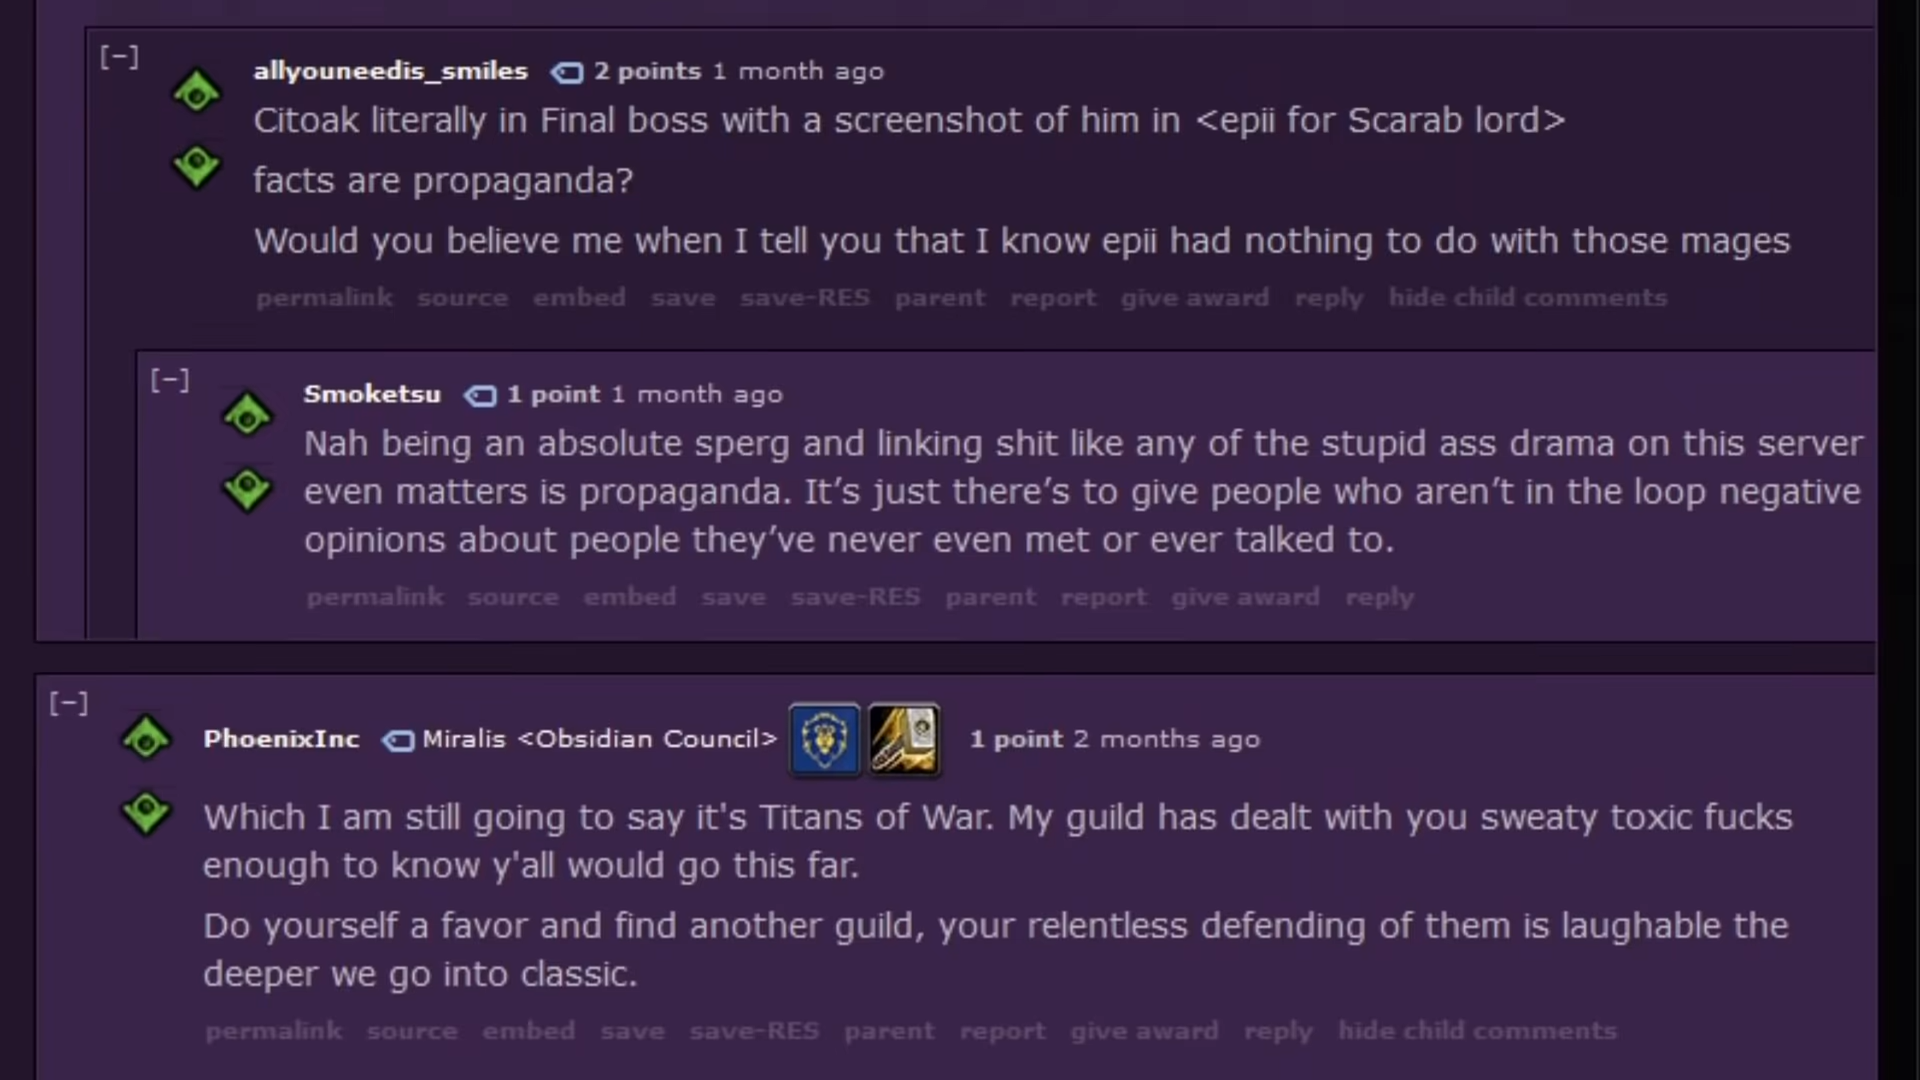 [−]
allyouneedis_smiles 2 points 1 month ago
Citoak literally in Final boss with a screenshot of him in <epii for Scarab lord>
facts are propaganda?
Would you believe me when I tell you that I know epii had nothing to do with those mages
permalink source embed save save-RES parent report give award reply hide child comments
[−]
Smoketsu 1 point 1 month ago
Nah being an absolute sperg and linking shit like any of the stupid ass drama on this server
even matters is propaganda. It’s just there’s to give people who aren’t in the loop negative
opinions about people they’ve never even met or ever talked to.
permalink source embed save save-RES parent report give award reply
[−]
PhoenixInc Miralis <Obsidian Council> 1 point 2 months ago
Which I am still going to say it's Titans of War. My guild has dealt with you sweaty toxic fucks
enough to know y'all would go this far.
Do yourself a favor and find another guild, your relentless defending of them is laughable the
deeper we go into classic.
permalink source embed save save-RES parent report give award reply hide child comments